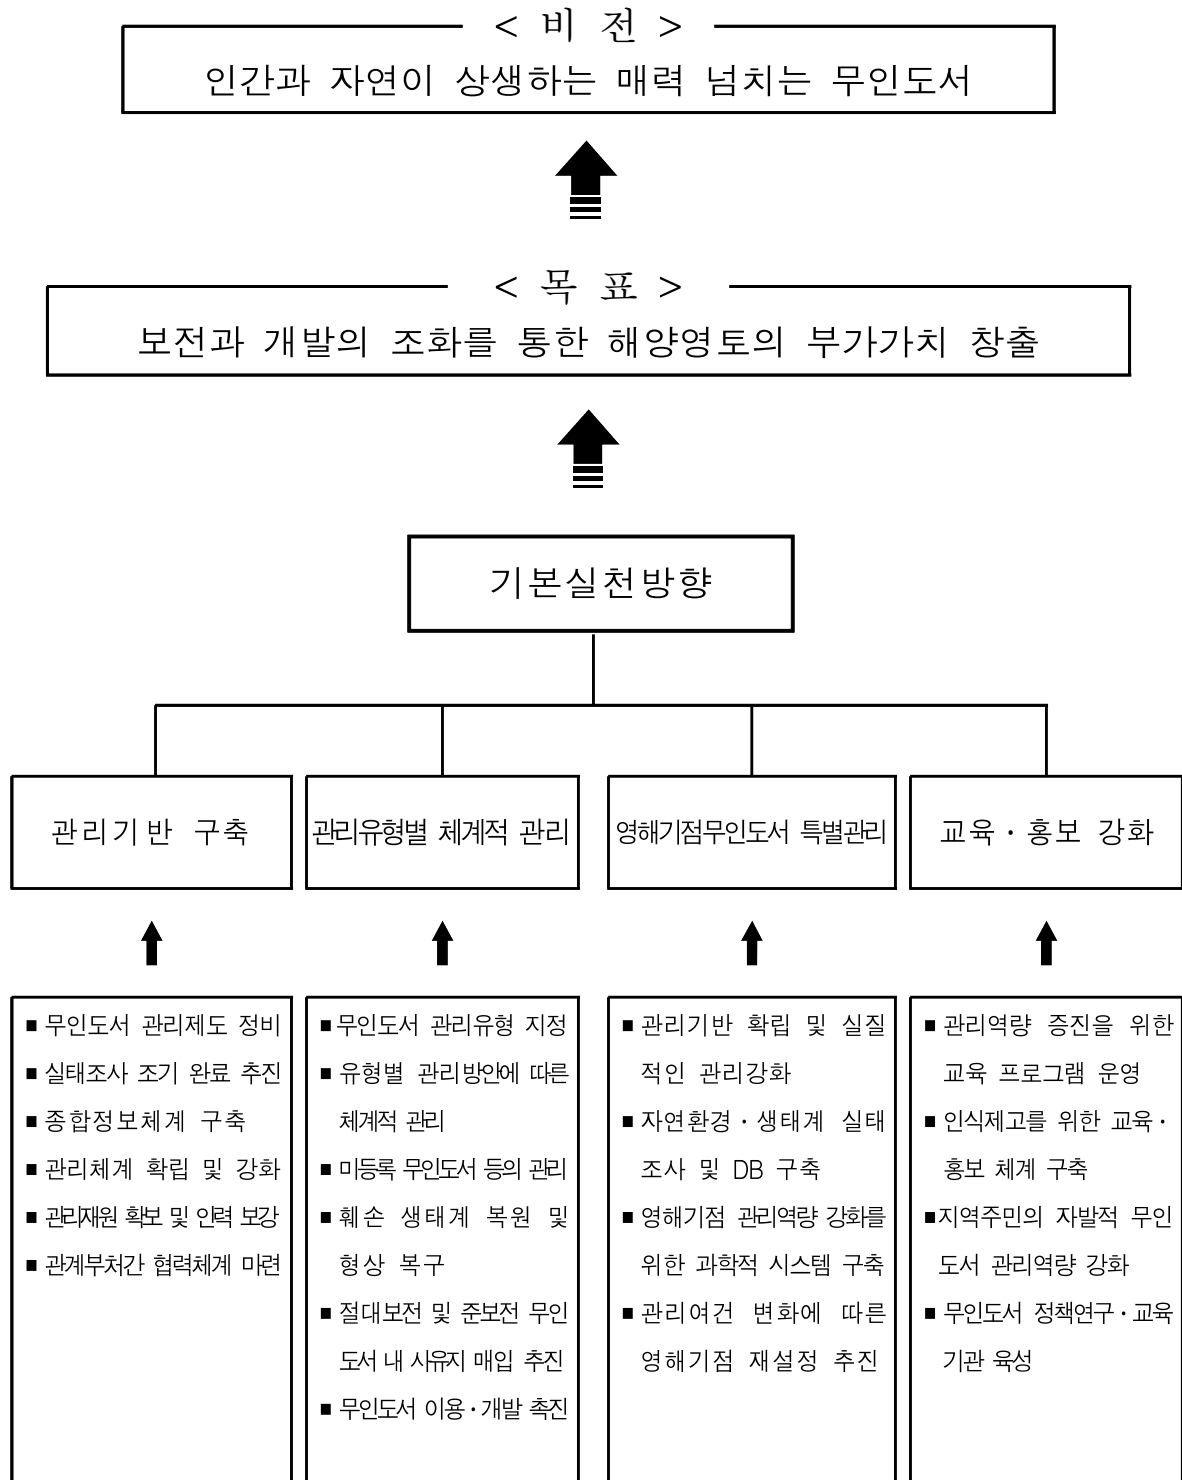 < 비 전 >
인간과 자연이 상생하는 매력 넘치는 무인도서
< 목 표 >
보전과 개발의 조화를 통한 해양영토의 부가가치 창출
기본실천방향
관리기반 구축
관리유형별 체계적 관리
영해기점무인도서 특별관리
교육·홍보 강화
■ 무인도서 관리제도 정비
■ 실태조사 조기 완료 추진
■ 종합정보체계 구축
■ 관리체계 확립 및 강화
■ 관리재원 확보 및 인력 보강
■ 관계부처간 협력체계 마련
■ 무인도서 관리유형 지정
■ 유형별 관리방안에 따른
체계적 관리
■ 미등록 무인도서 등의 관리
■ 훼손 생태계 복원 및
형상 복구
■ 절대보전 및 준보전 무인
도서 내 사유지 매입 추진
■ 무인도서 이용·개발 촉진
■ 관리기반 확립 및 실질
적인 관리강화
■ 자연환경·생태계 실태
조사 및 DB 구축
■ 영해기점 관리역량 강화를
위한 과학적 시스템 구축
■ 관리여건 변화에 따른
영해기점 재설정 추진
■ 관리역량 증진을 위한
교육 프로그램 운영
■ 인식제고를 위한 교육·
홍보 체계 구축
■지역주민의 자발적 무인
도서 관리역량 강화
■ 무인도서 정책연구·교육
기관 육성